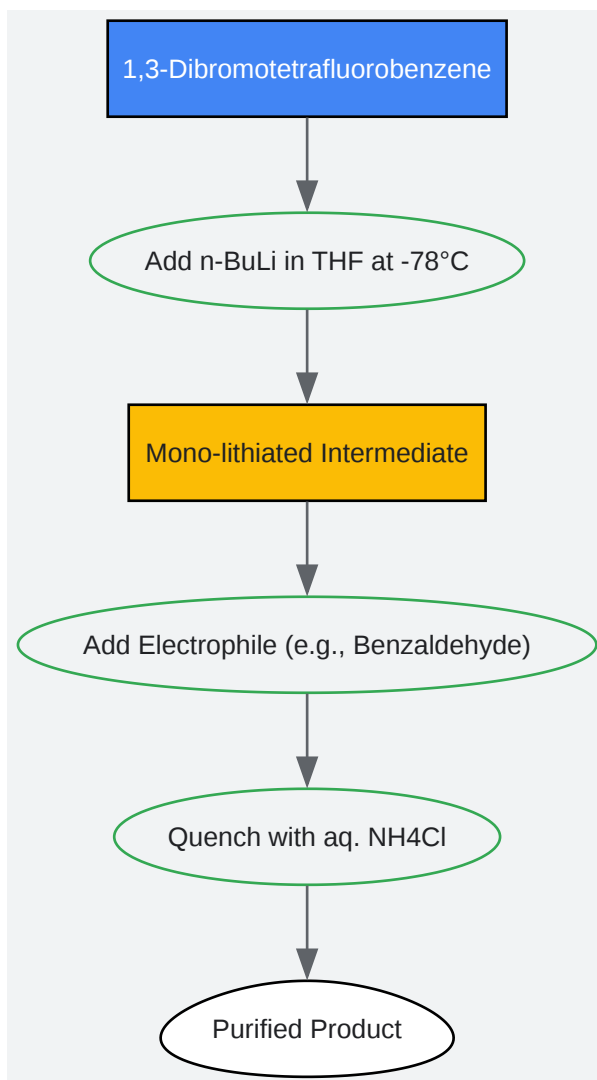 1,3-Dibromotetrafluorobenzene
Add n-BuLi in THF at -78°C
Mono-lithiated Intermediate
Add Electrophile (e.g., Benzaldehyde)
Quench with aq. NH4Cl
Purified Product